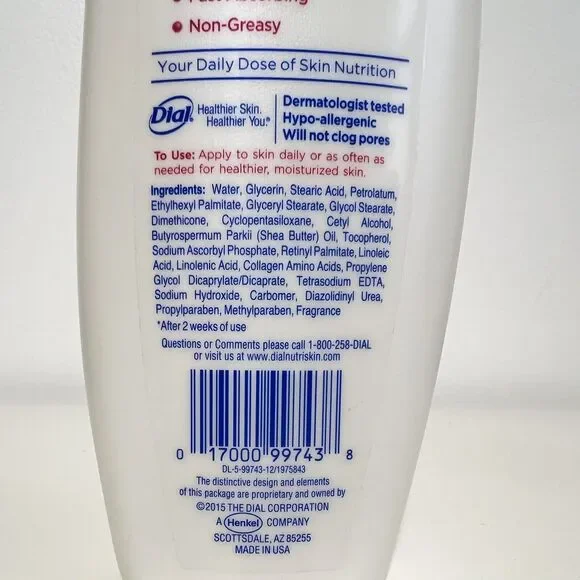 Fast Absorbing
• Non-Greasy
Your Daily Dose of Skin Nutrition
Dial Healthier Skin. Healthier You.®
Dermatologist tested
Hypo-allergenic
Will not clog pores
To Use: Apply to skin daily or as often as
needed for healthier, moisturized skin.
Ingredients: Water, Glycerin, Stearic Acid, Petrolatum,
Ethylhexyl Palmitate, Glyceryl Stearate, Glycol Stearate,
Dimethicone, Cyclopentasiloxane, Cetyl Alcohol,
Butyrospermum Parkii (Shea Butter) Oil, Tocopherol,
Sodium Ascorbyl Phosphate, Retinyl Palmitate, Linoleic
Acid, Linolenic Acid, Collagen Amino Acids, Propylene
Glycol Dicaprylate/Dicaprate, Tetrasodium EDTA,
Sodium Hydroxide, Carbomer, Diazolidinyl Urea,
Propylparaben, Methylparaben, Fragrance
*After 2 weeks of use
Questions or Comments please call 1-800-258-DIAL
or visit us at www.dialnutriskin.com
0 17000 99743 8
DL-5-99743-12/1975843
The distinctive design and elements
of this package are proprietary and owned by
©2015 THE DIAL CORPORATION
A Henkel COMPANY
SCOTTSDALE, AZ 85255
MADE IN USA